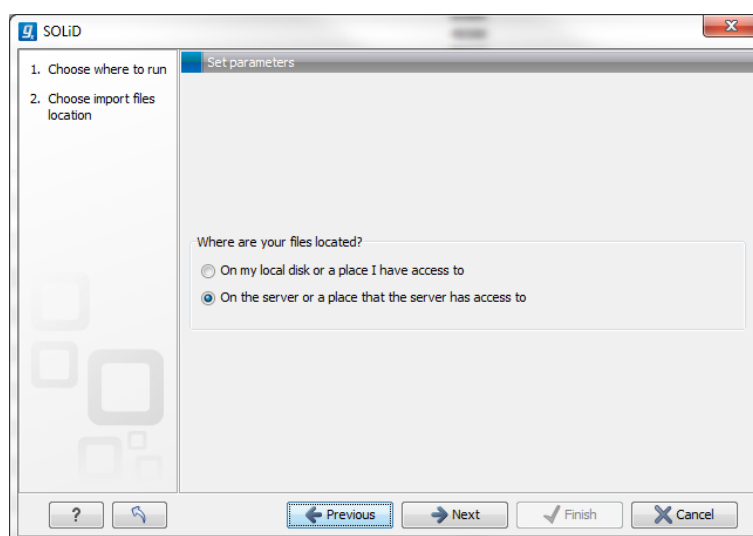 SOLiD
1. Choose where to run
2. Choose import files
location
Set parameters
Where are your files located?
On my local disk or a place I have access to
On the server or a place that the server has access to
?
Previous
Next
Finish
Cancel